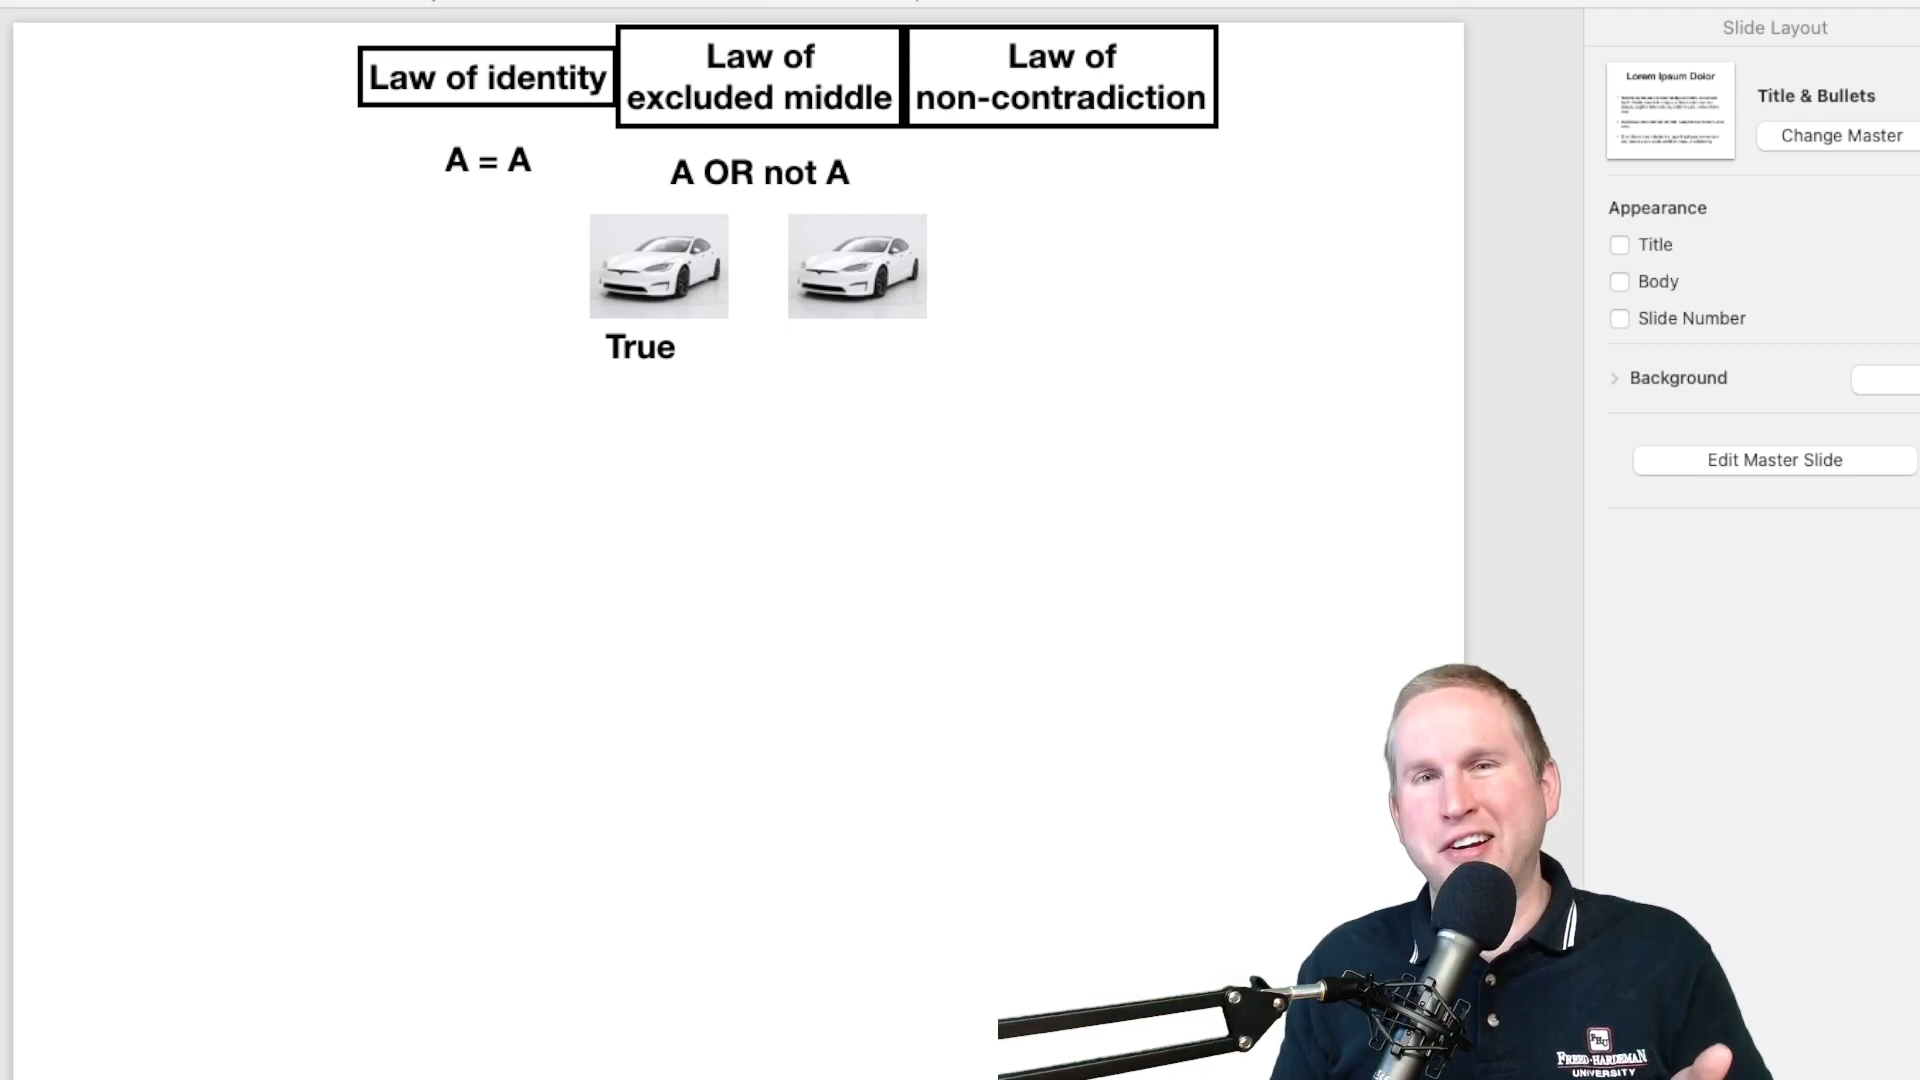 Law of identity
Law of
excluded middle
Law of
non-contradiction
A = A
A OR not A
True
Slide Layout
Lorem Ipsum Dolor
Title & Bullets
Change Master
Appearance
Title
Body
Slide Number
Background
Edit Master Slide
FHU
FREED-HARDEMAN
UNIVERSITY